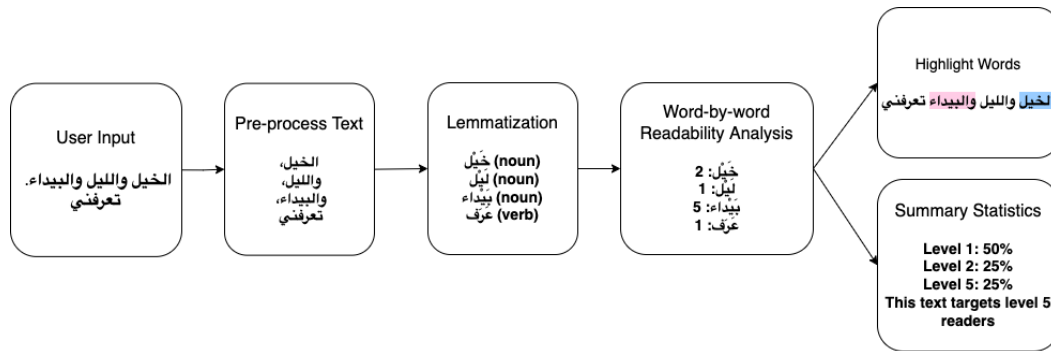 User Input
الخيل والليل والبيداء.
تعرفني
Pre-process Text
الخيل،
والليل،
والبيداء،
تعرفني
Lemmatization
خَيْل (noun)
لَيْل (noun)
بَيْداء (noun)
عَرَف (verb)
Word-by-word
Readability Analysis
خَيْل: 2
لَيْل: 1
بَيْداء: 5
عَرَف: 1
Highlight Words
لخيل والليل والبيداء تعرفني
Summary Statistics
Level 1: 50%
Level 2: 25%
Level 5: 25%
This text targets level 5
readers